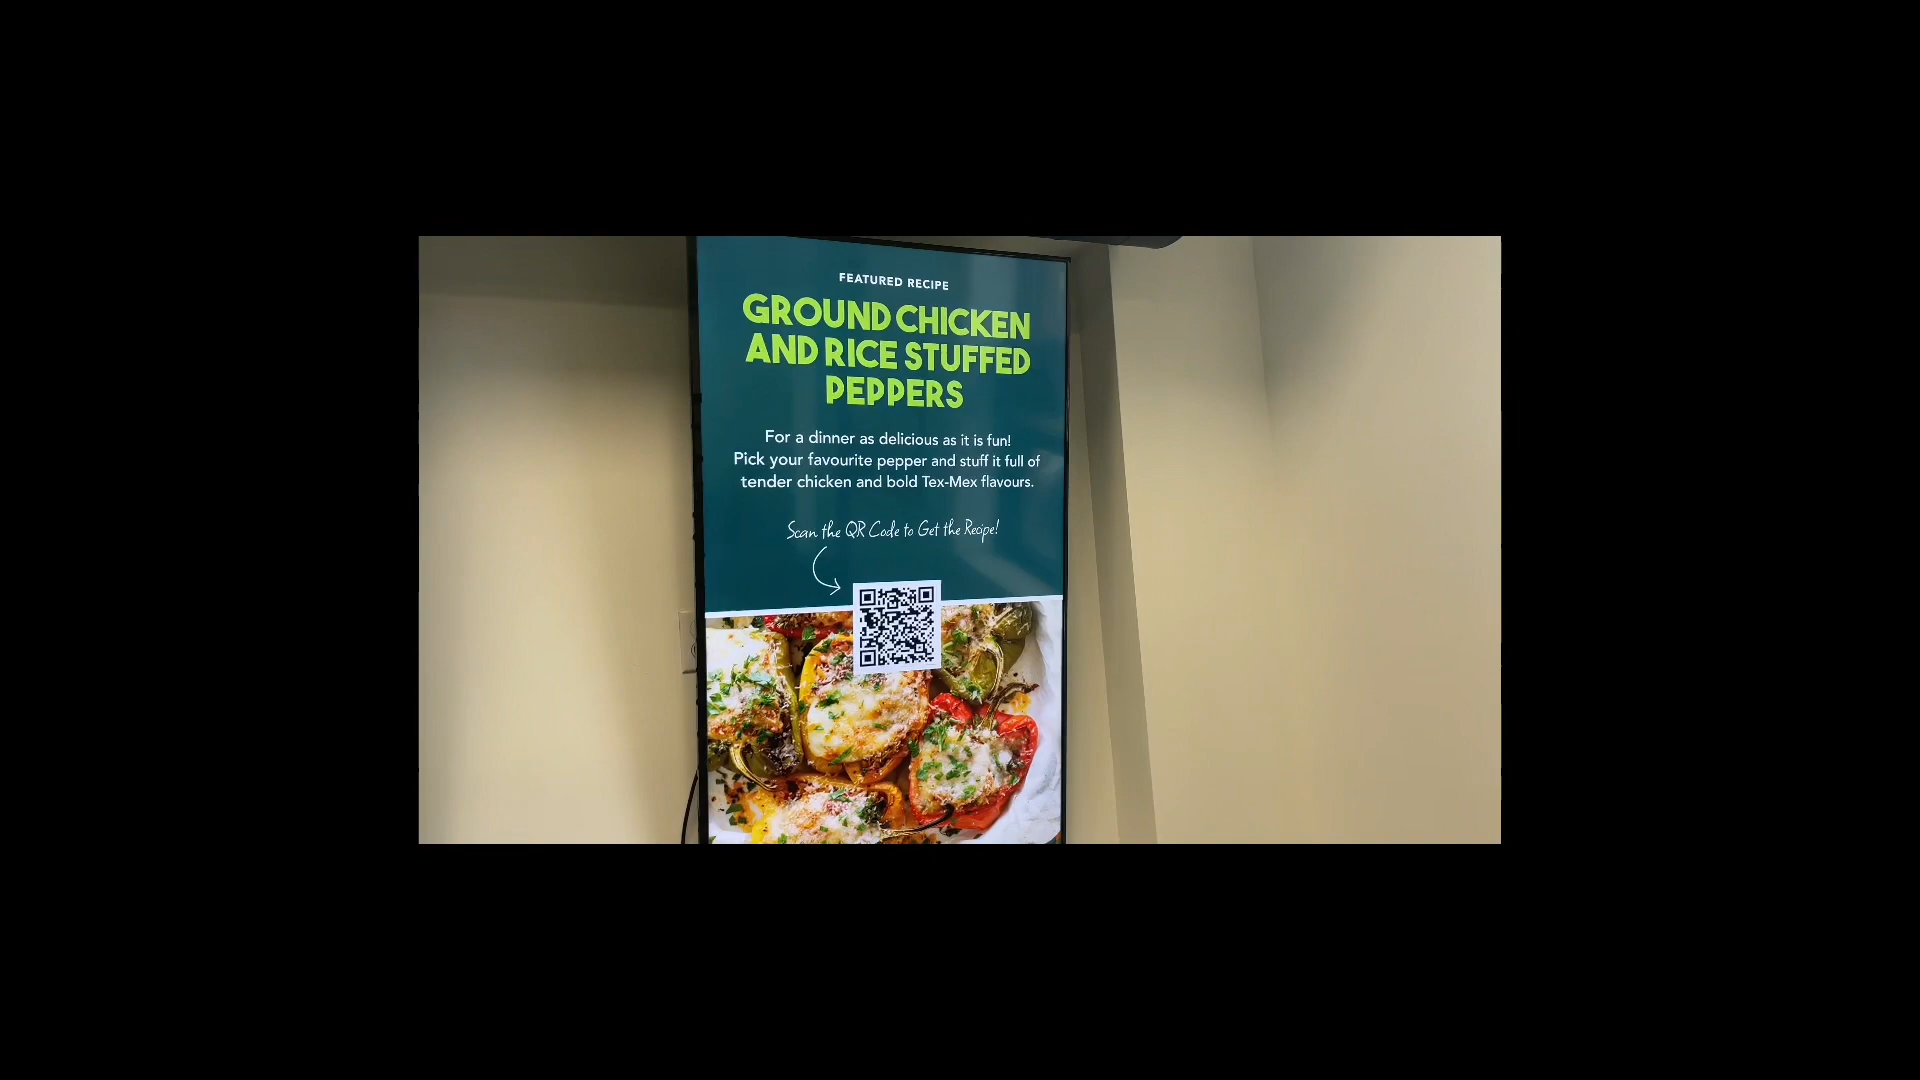 FEATURED RECIPE
GROUND CHICKEN
AND RICE STUFFED
PEPPERS
For a dinner as delicious as it is fun!
Pick your favourite pepper and stuff it full of
tender chicken and bold Tex-Mex flavours.
Scan the QR Code to Get the Recipe!